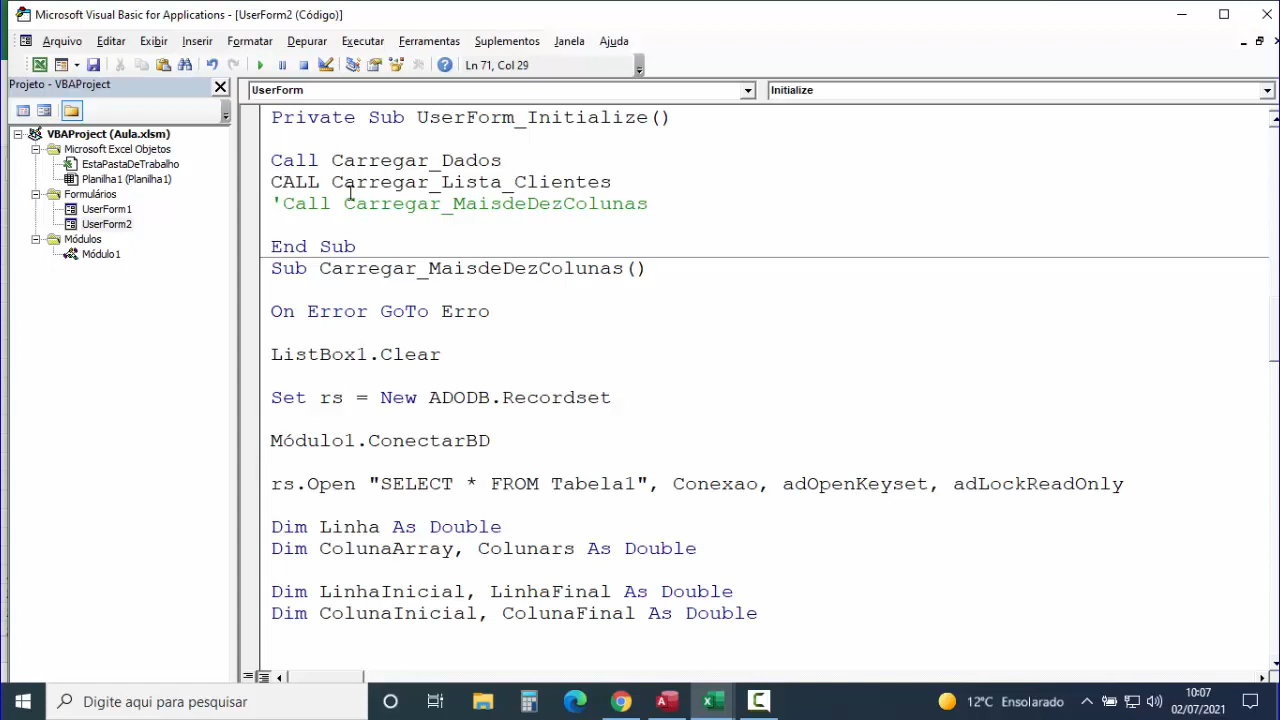 Microsoft Visual Basic for Applications - [UserForm2 (Código)]
Arquivo Editar Exibir Inserir Formatar Depurar Executar Ferramentas Suplementos Janela Ajuda
Ln 71, Col 29
Projeto - VBAProject
UserForm
Initialize
VBAProject (Aula.xlsm)
Microsoft Excel Objetos
EstaPastaDeTrabalho
Planilha1 (Planilha1)
Formulários
UserForm1
UserForm2
Módulos
Módulo1
Private Sub UserForm_Initialize()
Call Carregar_Dados
CALL Carregar_Lista_Clientes
'Call Carregar_MaisdeDezColunas
End Sub
Sub Carregar_MaisdeDezColunas()
On Error GoTo Erro
ListBox1.Clear
Set rs = New ADODB.Recordset
Módulo1.ConectarBD
rs.Open "SELECT * FROM Tabela1", Conexao, adOpenKeyset, adLockReadOnly
Dim Linha As Double
Dim ColunaArray, Colunars As Double
Dim LinhaInicial, LinhaFinal As Double
Dim ColunaInicial, ColunaFinal As Double
Digite aqui para pesquisar
12°C Ensolarado
10:07
02/07/2021